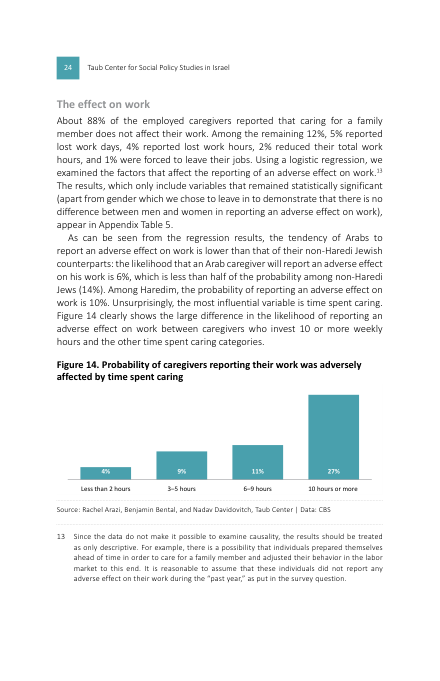 24
Taub Center for Social Policy Studies in Israel
The effect on work
About 88% of the employed caregivers reported that caring for a family
member does not affect their work. Among the remaining 12%, 5% reported
lost work days, 4% reported lost work hours, 2% reduced their total work
hours, and 1% were forced to leave their jobs. Using a logistic regression, we
examined the factors that affect the reporting of an adverse effect on work.13
The results, which only include variables that remained statistically significant
(apart from gender which we chose to leave in to demonstrate that there is no
difference between men and women in reporting an adverse effect on work),
appear in Appendix Table 5.
As can be seen from the regression results, the tendency of Arabs to
report an adverse effect on work is lower than that of their non-Haredi Jewish
counterparts: the likelihood that an Arab caregiver will report an adverse effect
on his work is 6%, which is less than half of the probability among non-Haredi
Jews (14%). Among Haredim, the probability of reporting an adverse effect on
work is 10%. Unsurprisingly, the most influential variable is time spent caring.
Figure 14 clearly shows the large difference in the likelihood of reporting an
adverse effect on work between caregivers who invest 10 or more weekly
hours and the other time spent caring categories.
Figure 14. Probability of caregivers reporting their work was adversely
affected by time spent caring
4% 9% 11% 27%
Less than 2 hours 3–5 hours 6–9 hours 10 hours or more
Source: Rachel Arazi, Benjamin Bental, and Nadav Davidovitch, Taub Center | Data: CBS
13 Since the data do not make it possible to examine causality, the results should be treated
as only descriptive. For example, there is a possibility that individuals prepared themselves
ahead of time in order to care for a family member and adjusted their behavior in the labor
market to this end. It is reasonable to assume that these individuals did not report any
adverse effect on their work during the "past year," as put in the survey question.